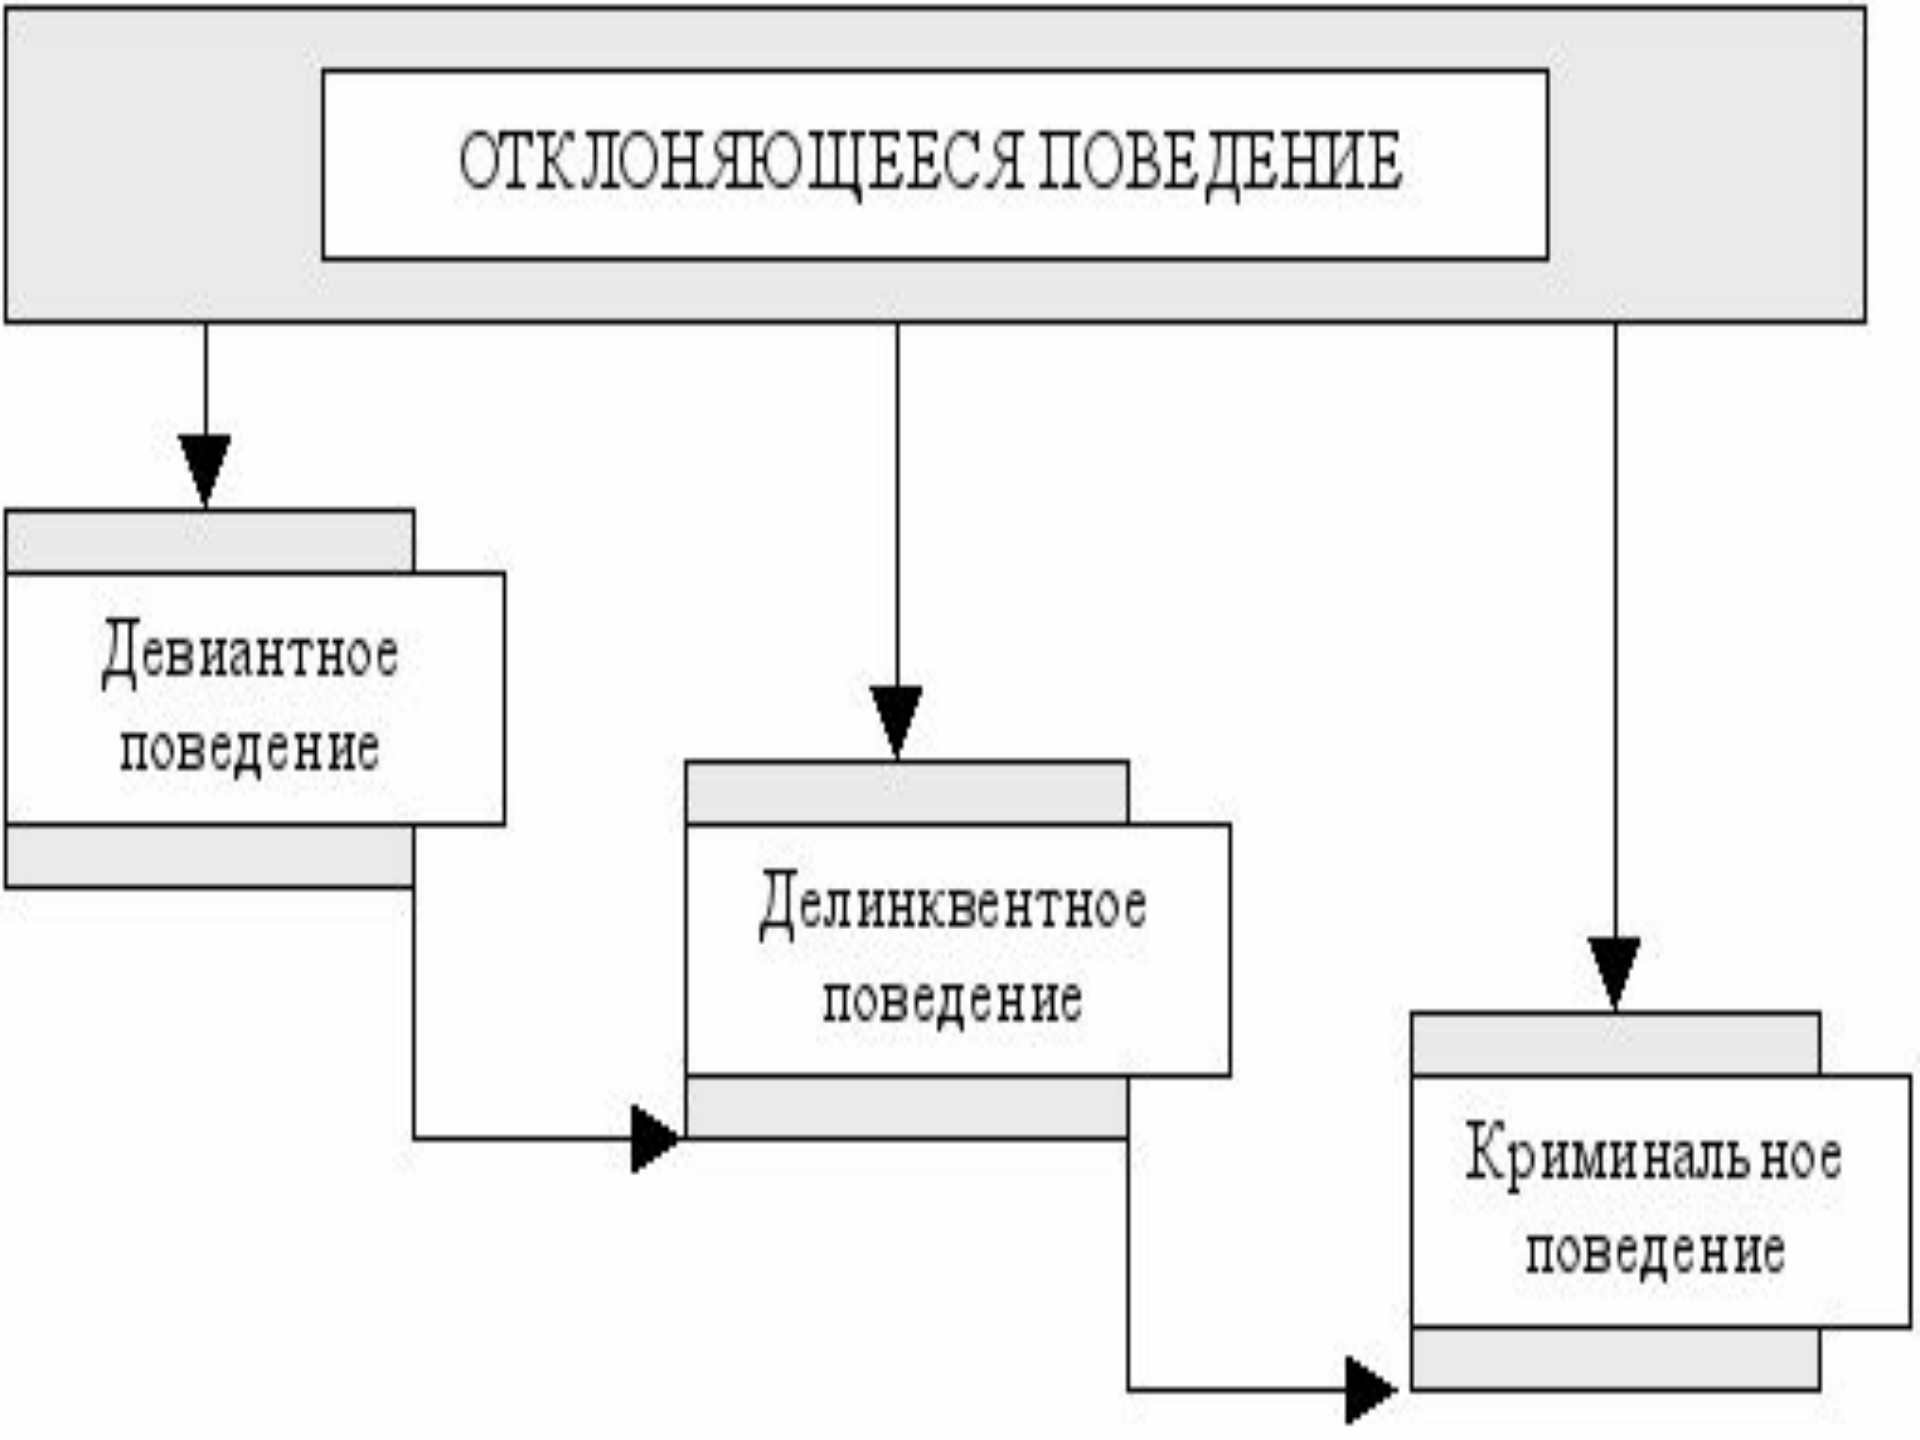 ОТКЛОНЯЮЩЕЕСЯ ПОВЕДЕНИЕ
Девиантное
поведение
Делинквентное
поведение
Криминальное
поведение